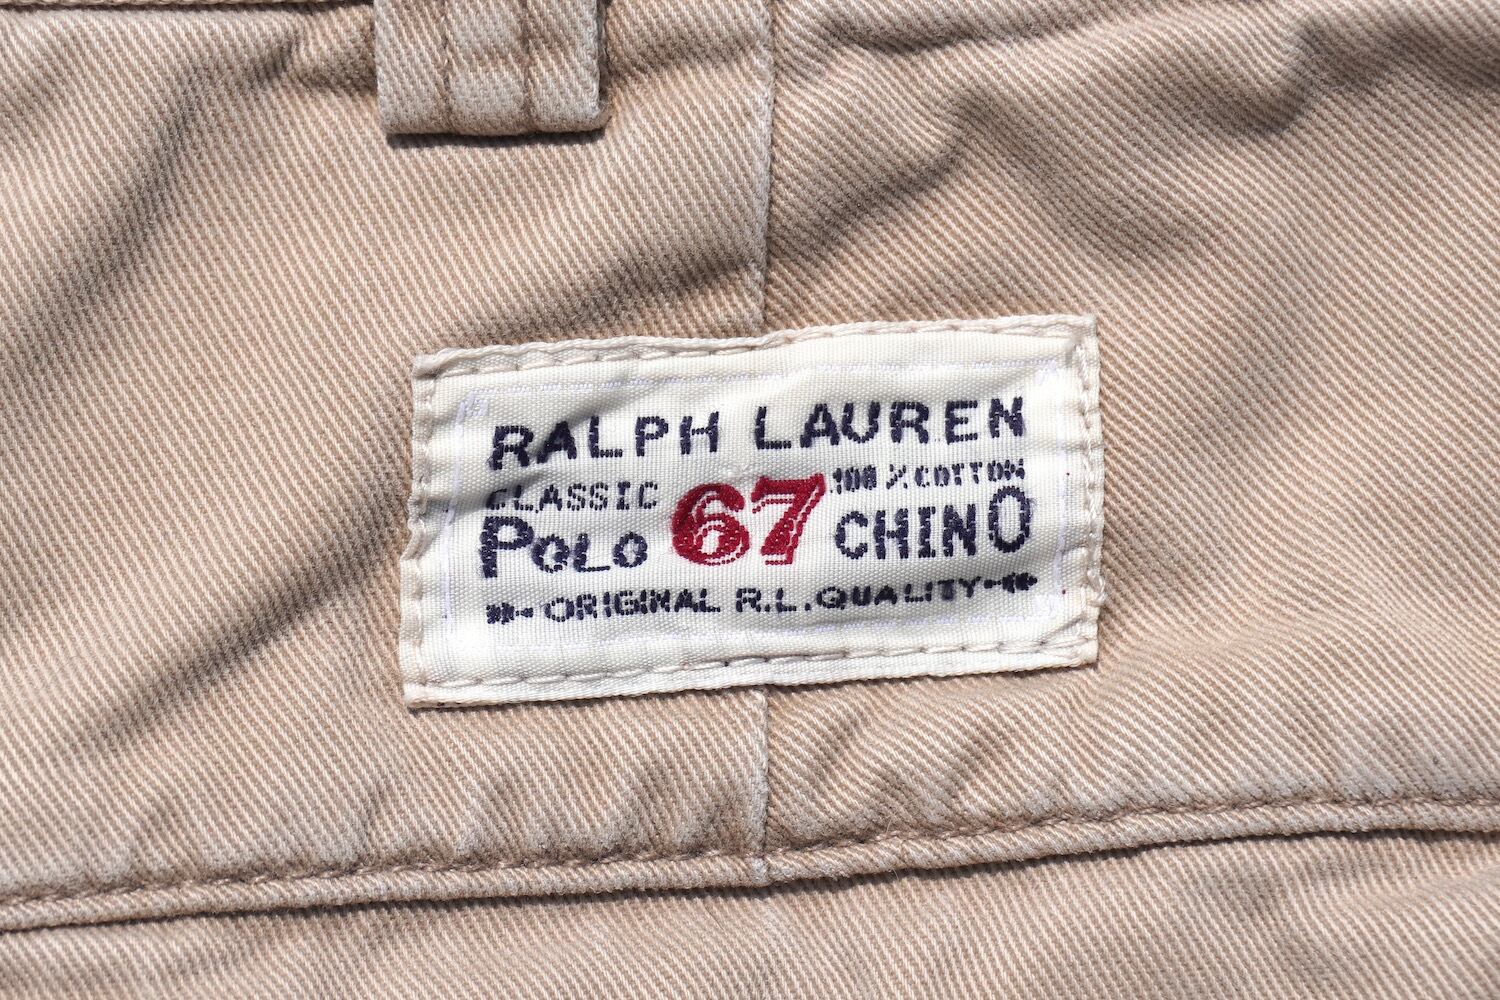 RALPH LAUREN
CLASSIC 67 100% COTTON
POLO CHINO
ORIGINAL R.L. QUALITY